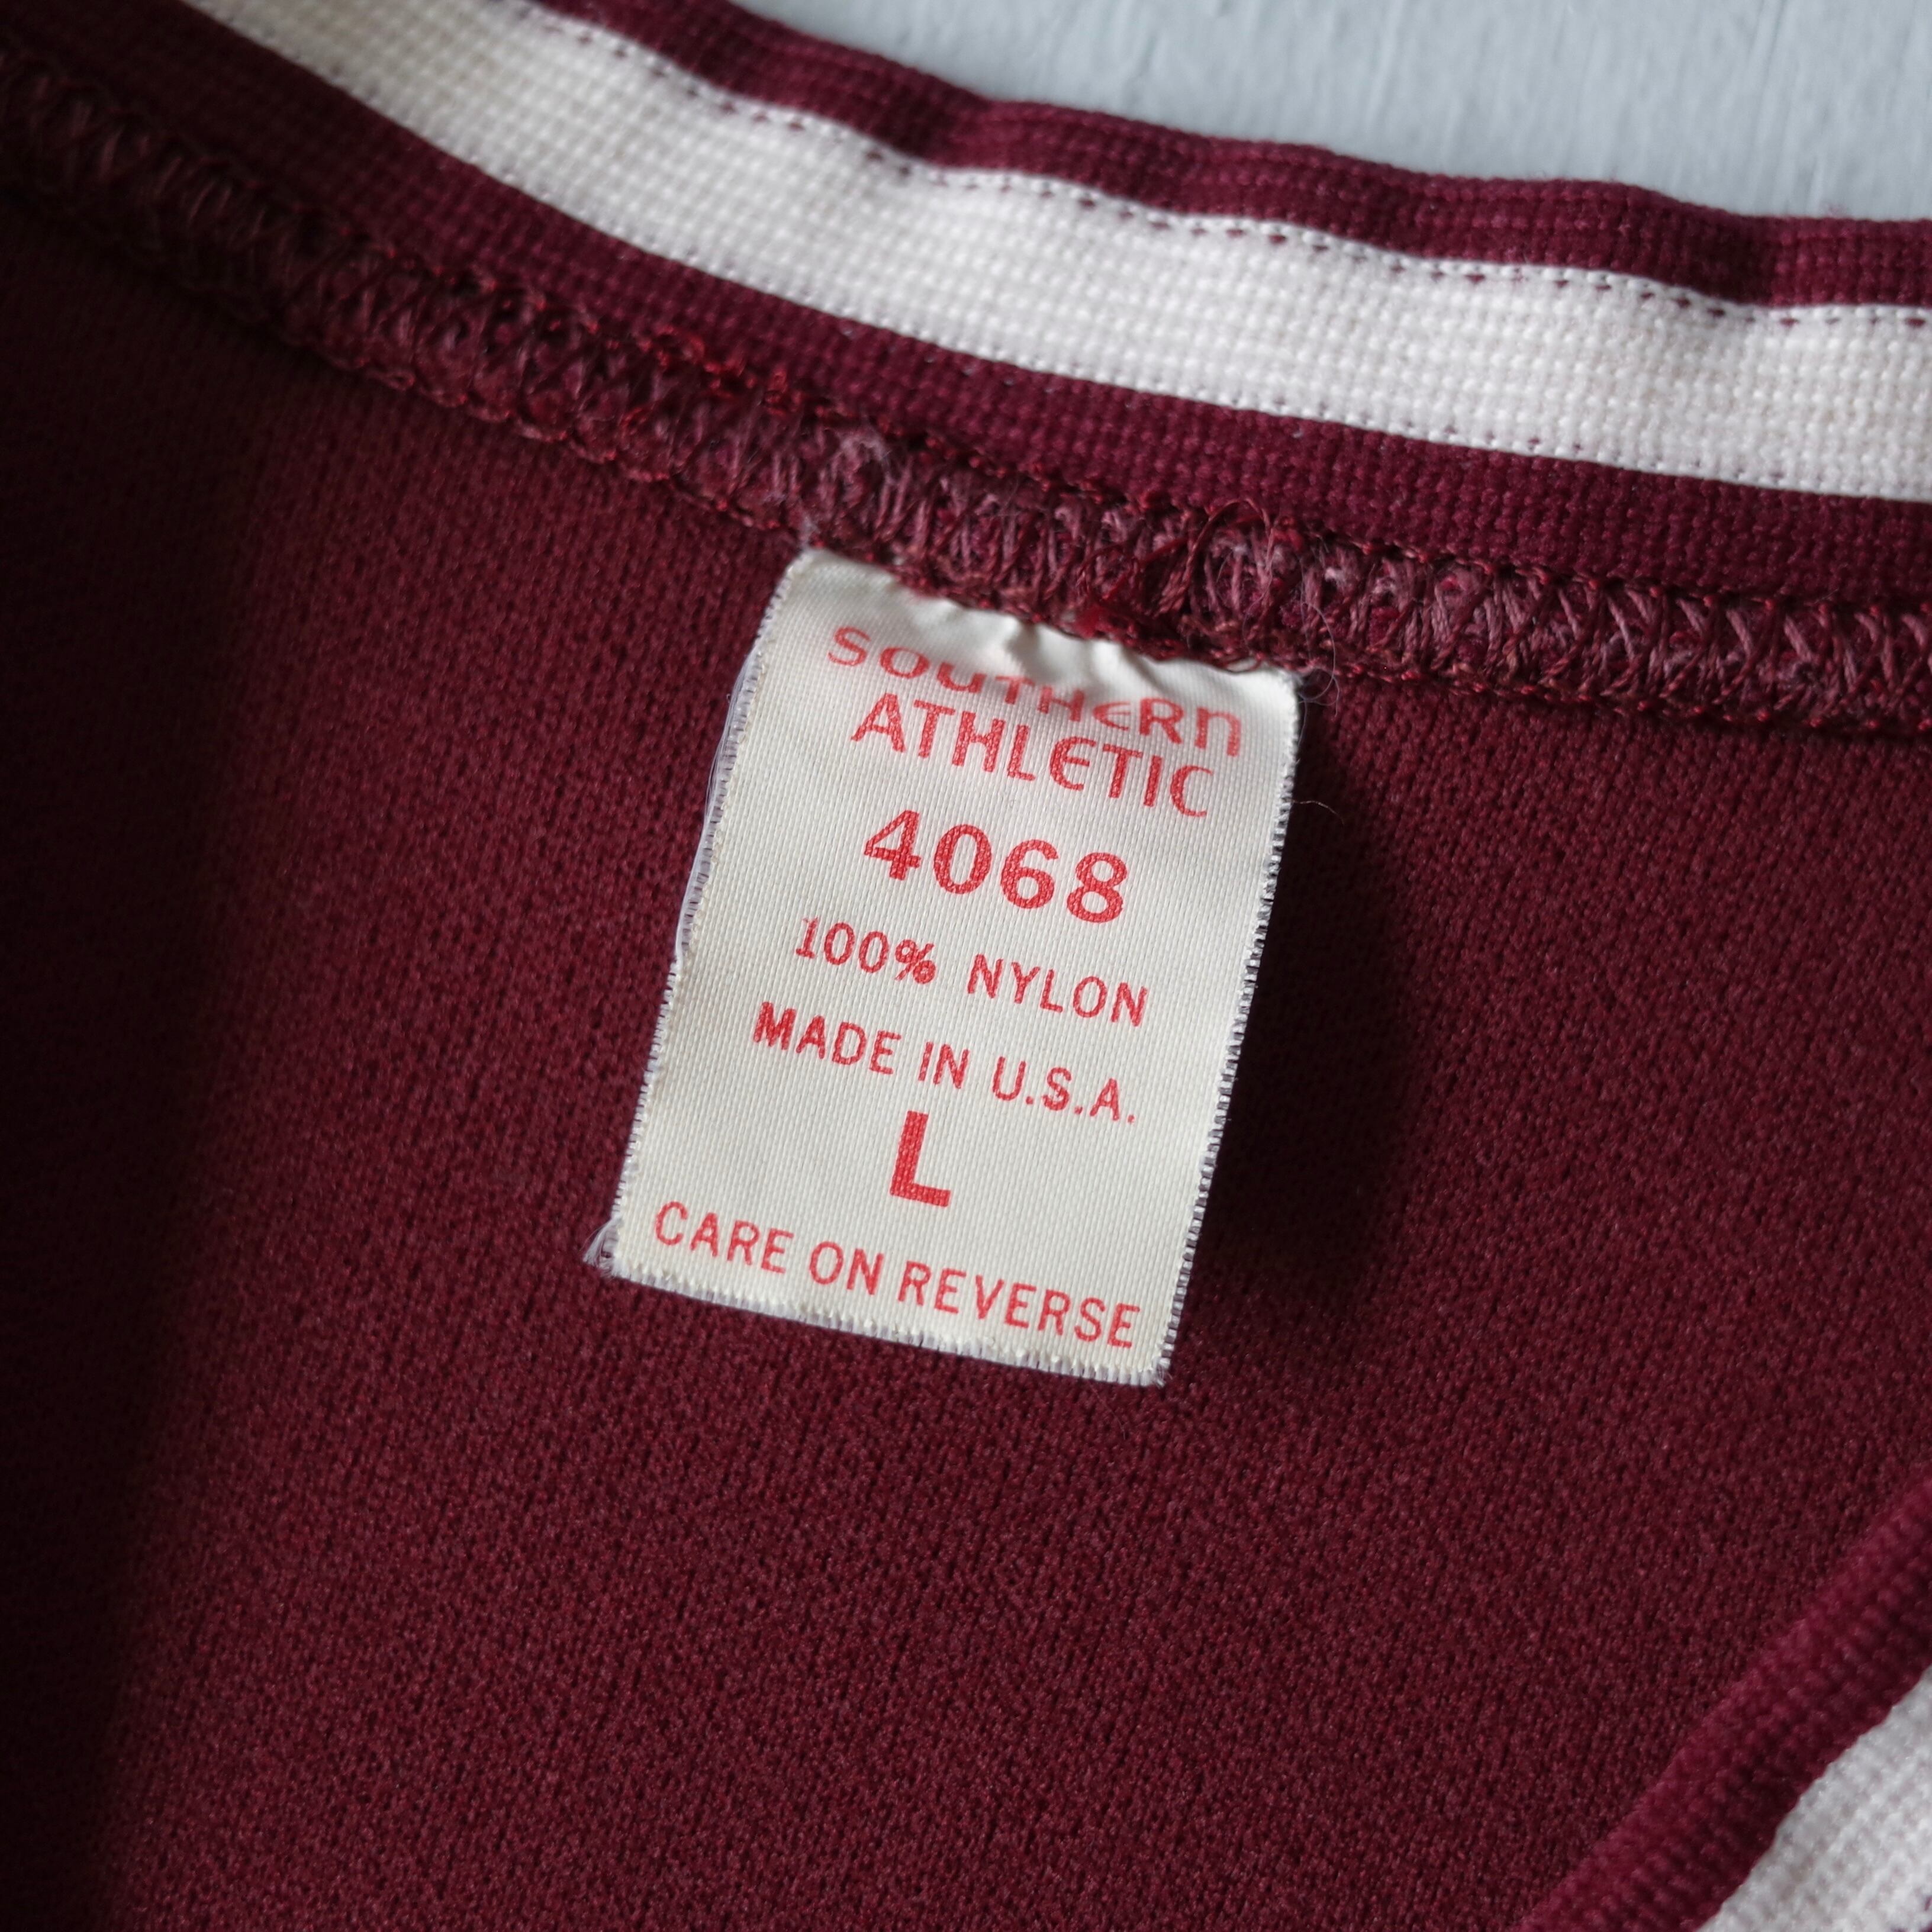 SOUTHERN
ATHLETIC
4068
100% NYLON
MADE IN U.S.A.
L
CARE ON REVERSE